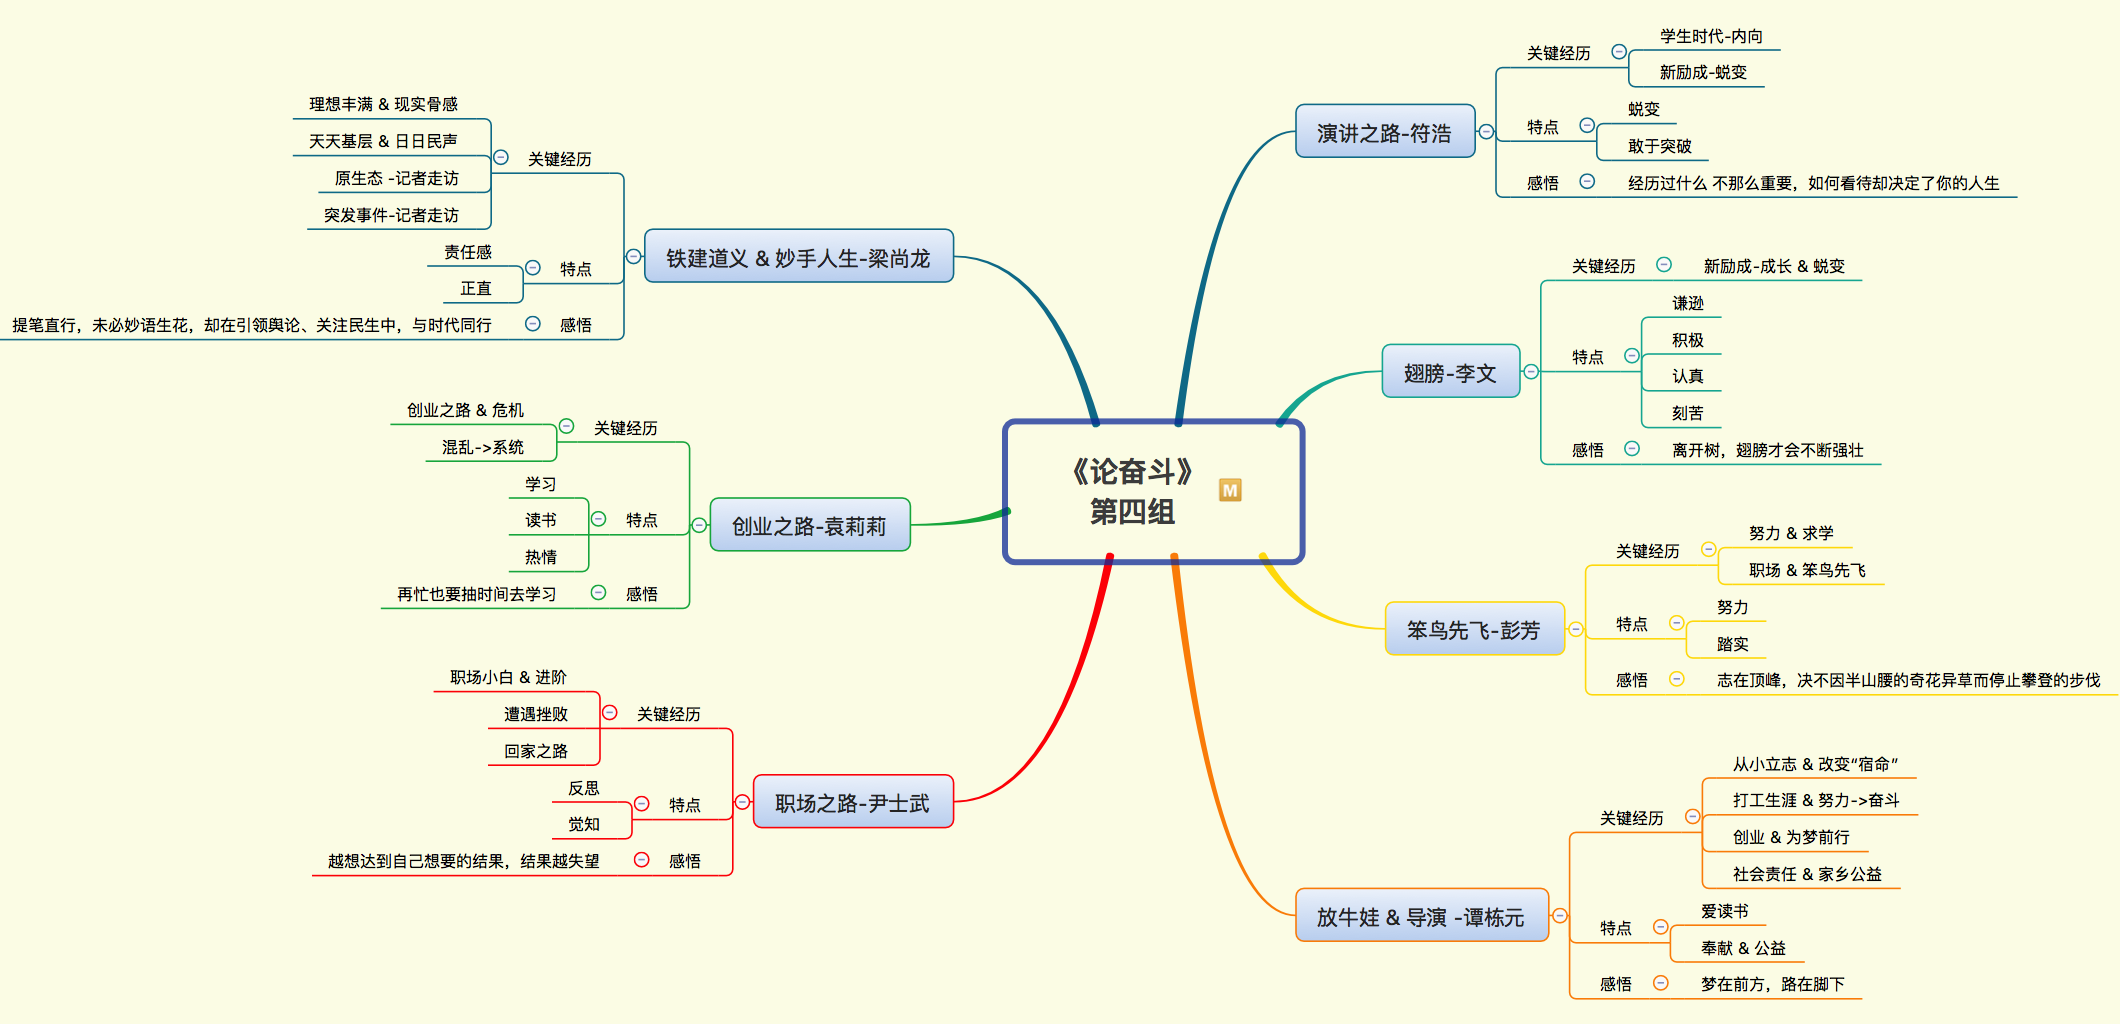 《论奋斗》
第四组
M
演讲之路-符浩
关键经历
学生时代-内向
新励成-蜕变
特点
蜕变
敢于突破
感悟
经历过什么 不那么重要，如何看待却决定了你的人生
翅膀-李文
关键经历
新励成-成长 & 蜕变
特点
谦逊
积极
认真
刻苦
感悟
离开树，翅膀才会不断强壮
笨鸟先飞-彭芳
关键经历
努力 & 求学
职场 & 笨鸟先飞
特点
努力
踏实
感悟
志在顶峰，决不因半山腰的奇花异草而停止攀登的步伐
放牛娃 & 导演 -谭栋元
关键经历
从小立志 & 改变“宿命”
打工生涯 & 努力->奋斗
创业 & 为梦前行
社会责任 & 家乡公益
特点
爱读书
奉献 & 公益
感悟
梦在前方，路在脚下
铁建道义 & 妙手人生-梁尚龙
关键经历
理想丰满 & 现实骨感
天天基层 & 日日民声
原生态 -记者走访
突发事件-记者走访
特点
责任感
正直
感悟
提笔直行，未必妙语生花，却在引领舆论、关注民生中，与时代同行
创业之路-袁莉莉
关键经历
创业之路 & 危机
混乱->系统
特点
学习
读书
热情
感悟
再忙也要抽时间去学习
职场之路-尹士武
关键经历
职场小白 & 进阶
遭遇挫败
回家之路
特点
反思
觉知
感悟
越想达到自己想要的结果，结果越失望